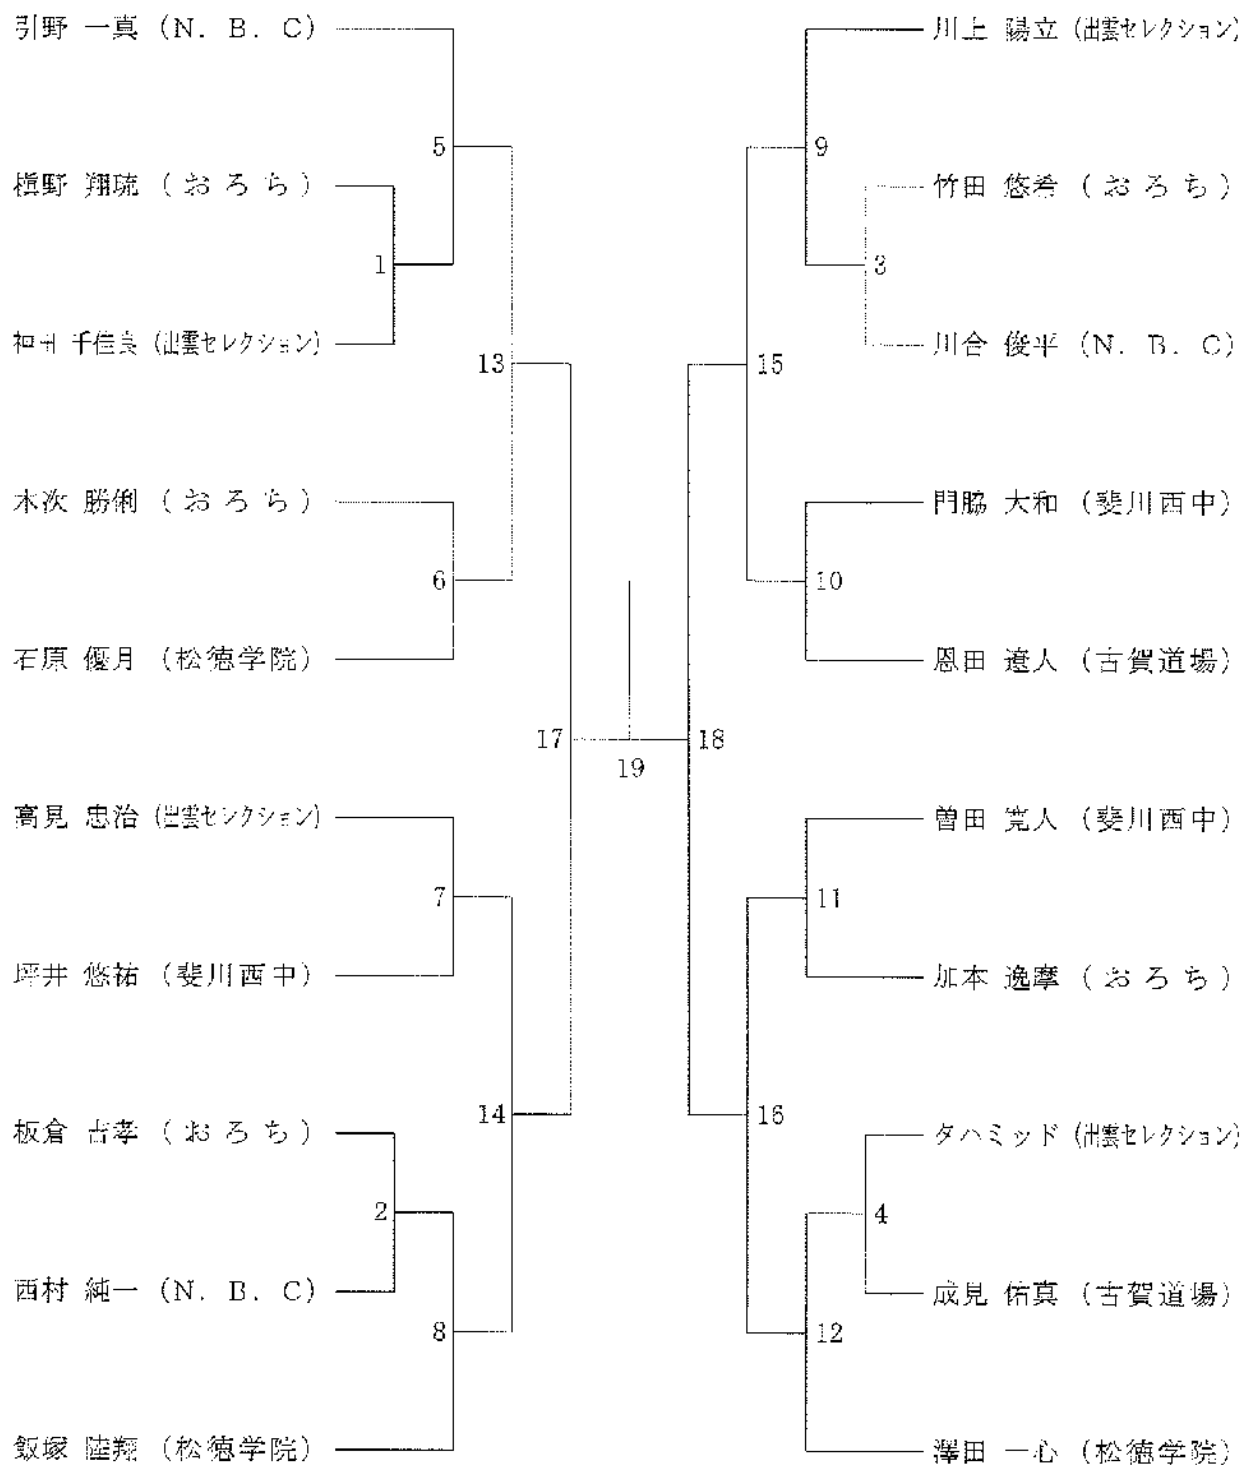 引野 一真 (N. B. C)
5
槇野 翔琉 (おろち)
1
神田 千佳良 (出雲セレクション)
13
木次 勝俐 (おろち)
6
石原 優月 (松徳学院)
17
高見 忠治 (出雲セレクション)
7
坪井 悠祐 (斐川西中)
14
板倉 吉孝 (おろち)
2
西村 純一 (N. B. C)
8
飯塚 陸翔 (松徳学院)
19
川上 陽立 (出雲セレクション)
9
竹田 悠希 (おろち)
3
川合 俊平 (N. B. C)
15
門脇 大和 (斐川西中)
10
恩田 遼人 (古賀道場)
18
曽田 寛人 (斐川西中)
11
加本 逸摩 (おろち)
16
タハミッド (出雲セレクション)
4
成見 佑真 (古賀道場)
12
澤田 一心 (松徳学院)